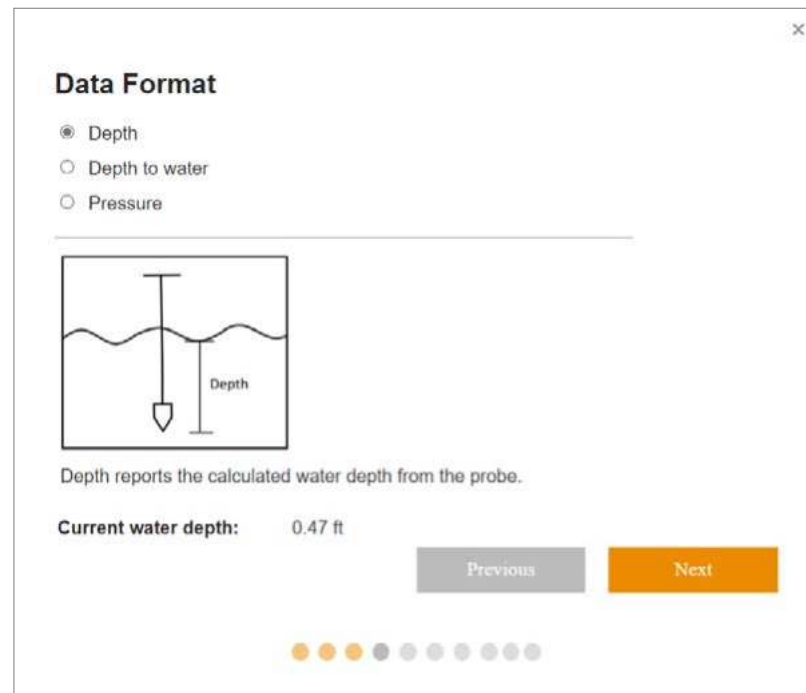 Data Format
Depth
Depth to water
Pressure
Depth
Depth reports the calculated water depth from the probe.
Current water depth: 0.47 ft
Previous Next